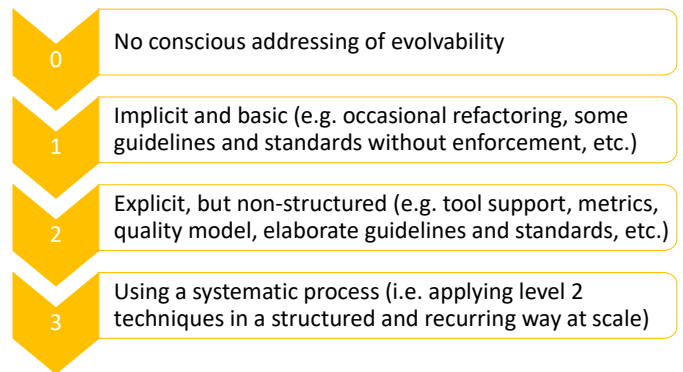 0
No conscious addressing of evolvability
1
Implicit and basic (e.g. occasional refactoring, some
guidelines and standards without enforcement, etc.)
2
Explicit, but non-structured (e.g. tool support, metrics,
quality model, elaborate guidelines and standards, etc.)
3
Using a systematic process (i.e. applying level 2
techniques in a structured and recurring way at scale)